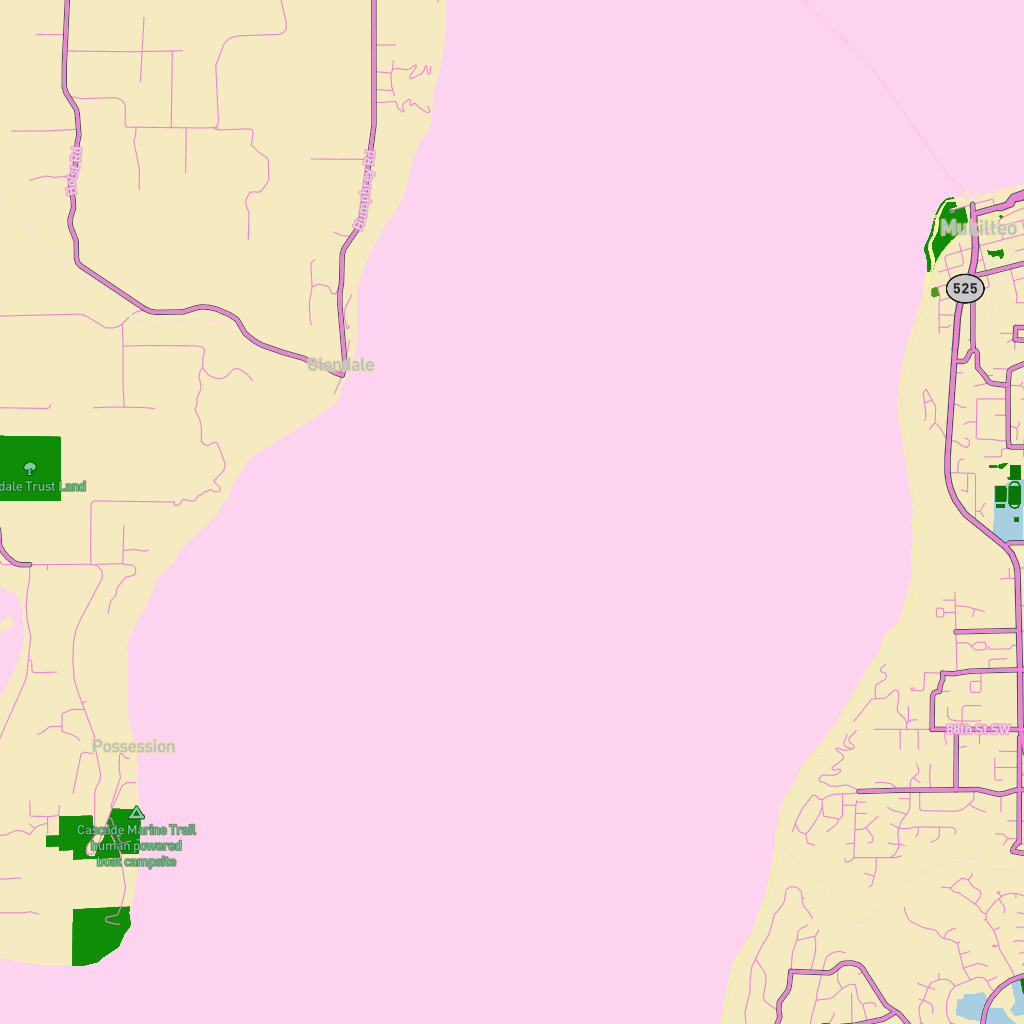 Holst Rd
Humphrey Rd
Mukilteo
525
Glendale
dale Trust Land
88th St SW
Possession
Cascade Marine Trail
human powered
boat campsite